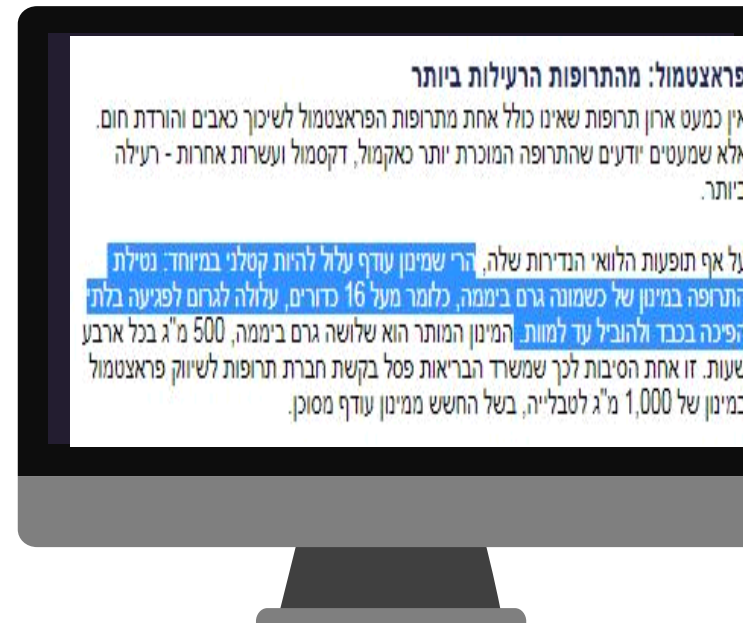 פראצטמול: מהתרופות הרעילות ביותר
אין כמעט ארון תרופות שאינו כולל אחת מתרופות הפראצטמול לשיכוך כאבים והורדת חום.
אלא שמעטים יודעים שהתרופה המוכרת יותר כאקמול, דקסמול ועשרות אחרות - רעילה
ביותר.
על אף תופעות הלוואי הנדירות שלה, הרי שמינון עודף עלול להיות קטלני במיוחד: נטילת
התרופה במינון של כשמונה גרם ביממה, כלומר מעל 16 כדורים, עלולה לגרום לפגיעה בלתי
הפיכה בכבד ולהוביל עד למוות. המינון המותר הוא שלושה גרם ביממה, 500 מ"ג בכל ארבע
שעות. זו אחת הסיבות לכך שמשרד הבריאות פסל בקשת חברת תרופות לשיווק פראצטמול
במינון של 1,000 מ"ג לטבלייה, בשל החשש ממינון עודף מסוכן.